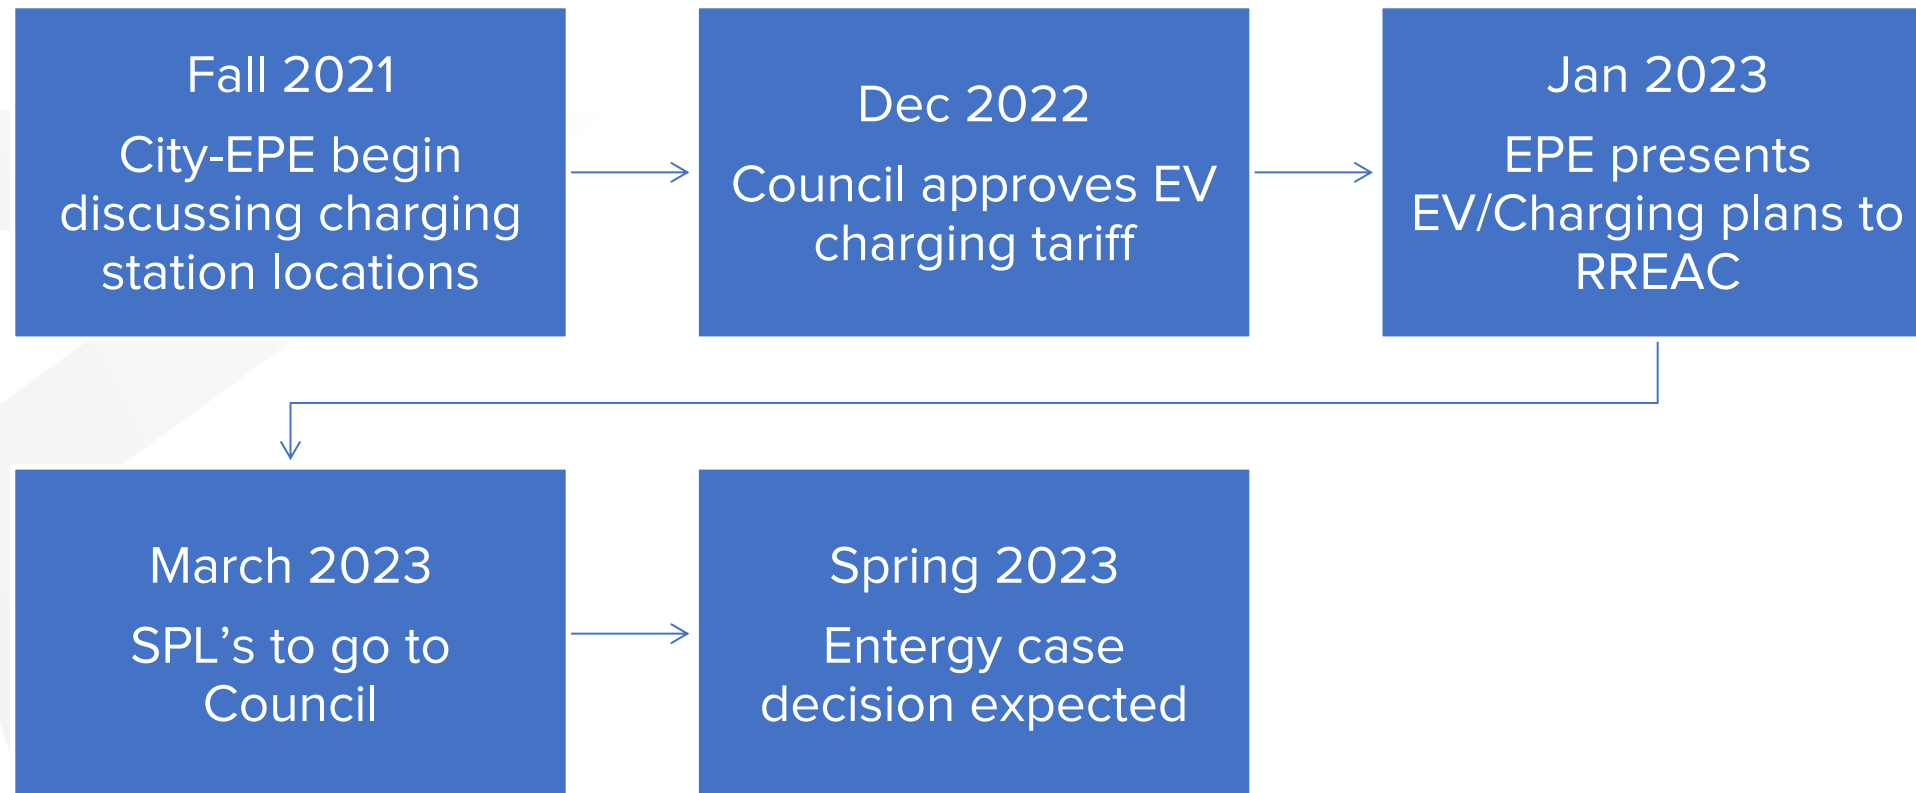 Fall 2021
City-EPE begin
discussing charging
station locations
Dec 2022
Council approves EV
charging tariff
Jan 2023
EPE presents
EV/Charging plans to
RREAC
March 2023
SPL’s to go to
Council
Spring 2023
Entergy case
decision expected